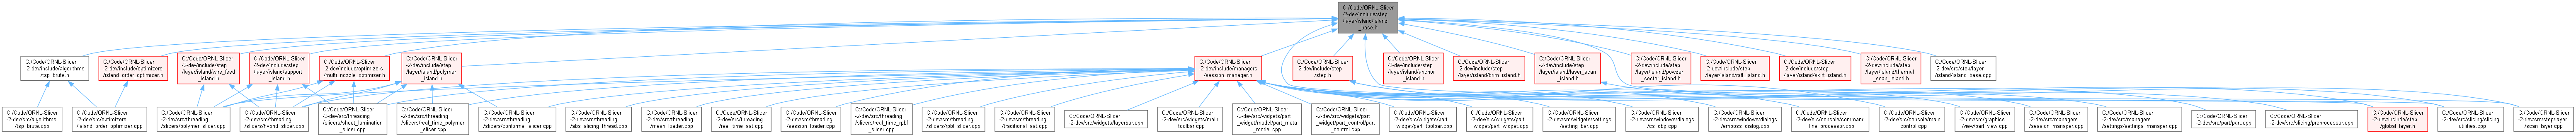 C:/Code/ORNL-Slicer
-2-dev/include/step
/layer/island/island
_base.h
C:/Code/ORNL-Slicer
-2-dev/include/algorithms
/tsp_brute.h
C:/Code/ORNL-Slicer
-2-dev/include/optimizers
/island_order_optimizer.h
C:/Code/ORNL-Slicer
-2-dev/include/step
/layer/island/wire_feed
_island.h
C:/Code/ORNL-Slicer
-2-dev/include/step
/layer/island/support
_island.h
C:/Code/ORNL-Slicer
-2-dev/include/optimizers
/multi_nozzle_optimizer.h
C:/Code/ORNL-Slicer
-2-dev/include/step
/layer/island/polymer
_island.h
C:/Code/ORNL-Slicer
-2-dev/include/managers
/session_manager.h
C:/Code/ORNL-Slicer
-2-dev/include/step
/step.h
C:/Code/ORNL-Slicer
-2-dev/include/step
/layer/island/anchor
_island.h
C:/Code/ORNL-Slicer
-2-dev/include/step
/layer/island/brim_island.h
C:/Code/ORNL-Slicer
-2-dev/include/step
/layer/island/laser_scan
_island.h
C:/Code/ORNL-Slicer
-2-dev/include/step
/layer/island/powder
_sector_island.h
C:/Code/ORNL-Slicer
-2-dev/include/step
/layer/island/raft_island.h
C:/Code/ORNL-Slicer
-2-dev/include/step
/layer/island/skirt_island.h
C:/Code/ORNL-Slicer
-2-dev/include/step
/layer/island/thermal
_scan_island.h
C:/Code/ORNL-Slicer
-2-dev/src/step/layer
/island/island_base.cpp
C:/Code/ORNL-Slicer
-2-dev/src/algorithms
/tsp_brute.cpp
C:/Code/ORNL-Slicer
-2-dev/src/optimizers
/island_order_optimizer.cpp
C:/Code/ORNL-Slicer
-2-dev/src/threading
/slicers/polymer_slicer.cpp
C:/Code/ORNL-Slicer
-2-dev/src/threading
/slicers/hybrid_slicer.cpp
C:/Code/ORNL-Slicer
-2-dev/src/threading
/slicers/sheet_lamination
_slicer.cpp
C:/Code/ORNL-Slicer
-2-dev/src/threading
/slicers/real_time_polymer
_slicer.cpp
C:/Code/ORNL-Slicer
-2-dev/src/threading
/slicers/conformal_slicer.cpp
C:/Code/ORNL-Slicer
-2-dev/src/threading
/abs_slicing_thread.cpp
C:/Code/ORNL-Slicer
-2-dev/src/threading
/mesh_loader.cpp
C:/Code/ORNL-Slicer
-2-dev/src/threading
/real_time_ast.cpp
C:/Code/ORNL-Slicer
-2-dev/src/threading
/session_loader.cpp
C:/Code/ORNL-Slicer
-2-dev/src/threading
/slicers/real_time_rpbf
_slicer.cpp
C:/Code/ORNL-Slicer
-2-dev/src/threading
/slicers/rpbf_slicer.cpp
C:/Code/ORNL-Slicer
-2-dev/src/threading
/traditional_ast.cpp
C:/Code/ORNL-Slicer
-2-dev/src/widgets/layerbar.cpp
C:/Code/ORNL-Slicer
-2-dev/src/widgets/main
_toolbar.cpp
C:/Code/ORNL-Slicer
-2-dev/src/widgets/part
_widget/model/part_meta
_model.cpp
C:/Code/ORNL-Slicer
-2-dev/src/widgets/part
_widget/part_control/part
_control.cpp
C:/Code/ORNL-Slicer
-2-dev/src/widgets/part
_widget/part_toolbar.cpp
C:/Code/ORNL-Slicer
-2-dev/src/widgets/part
_widget/part_widget.cpp
C:/Code/ORNL-Slicer
-2-dev/src/widgets/settings
/setting_bar.cpp
C:/Code/ORNL-Slicer
-2-dev/src/windows/dialogs
/cs_dbg.cpp
C:/Code/ORNL-Slicer
-2-dev/src/windows/dialogs
/emboss_dialog.cpp
C:/Code/ORNL-Slicer
-2-dev/src/console/command
_line_processor.cpp
C:/Code/ORNL-Slicer
-2-dev/src/console/main
_control.cpp
C:/Code/ORNL-Slicer
-2-dev/src/graphics
/view/part_view.cpp
C:/Code/ORNL-Slicer
-2-dev/src/managers
/session_manager.cpp
C:/Code/ORNL-Slicer
-2-dev/src/managers
/settings/settings_manager.cpp
C:/Code/ORNL-Slicer
-2-dev/src/part/part.cpp
C:/Code/ORNL-Slicer
-2-dev/src/slicing/preprocessor.cpp
C:/Code/ORNL-Slicer
-2-dev/include/step
/global_layer.h
C:/Code/ORNL-Slicer
-2-dev/src/slicing/slicing
_utilities.cpp
C:/Code/ORNL-Slicer
-2-dev/src/step/layer
/scan_layer.cpp